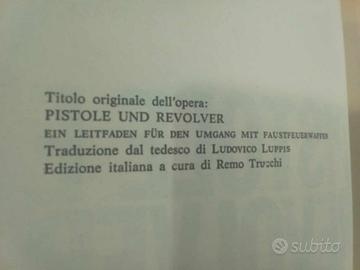 Titolo originale dell'opera:
PISTOLE UND REVOLVER
EIN LEITFADEN FÜR DEN UMGANG MIT FAUSTFEUERWAFFEN
Traduzione dal tedesco di LUDOVICO LUPPIS
Edizione italiana a cura di Remo Trucchi
subito